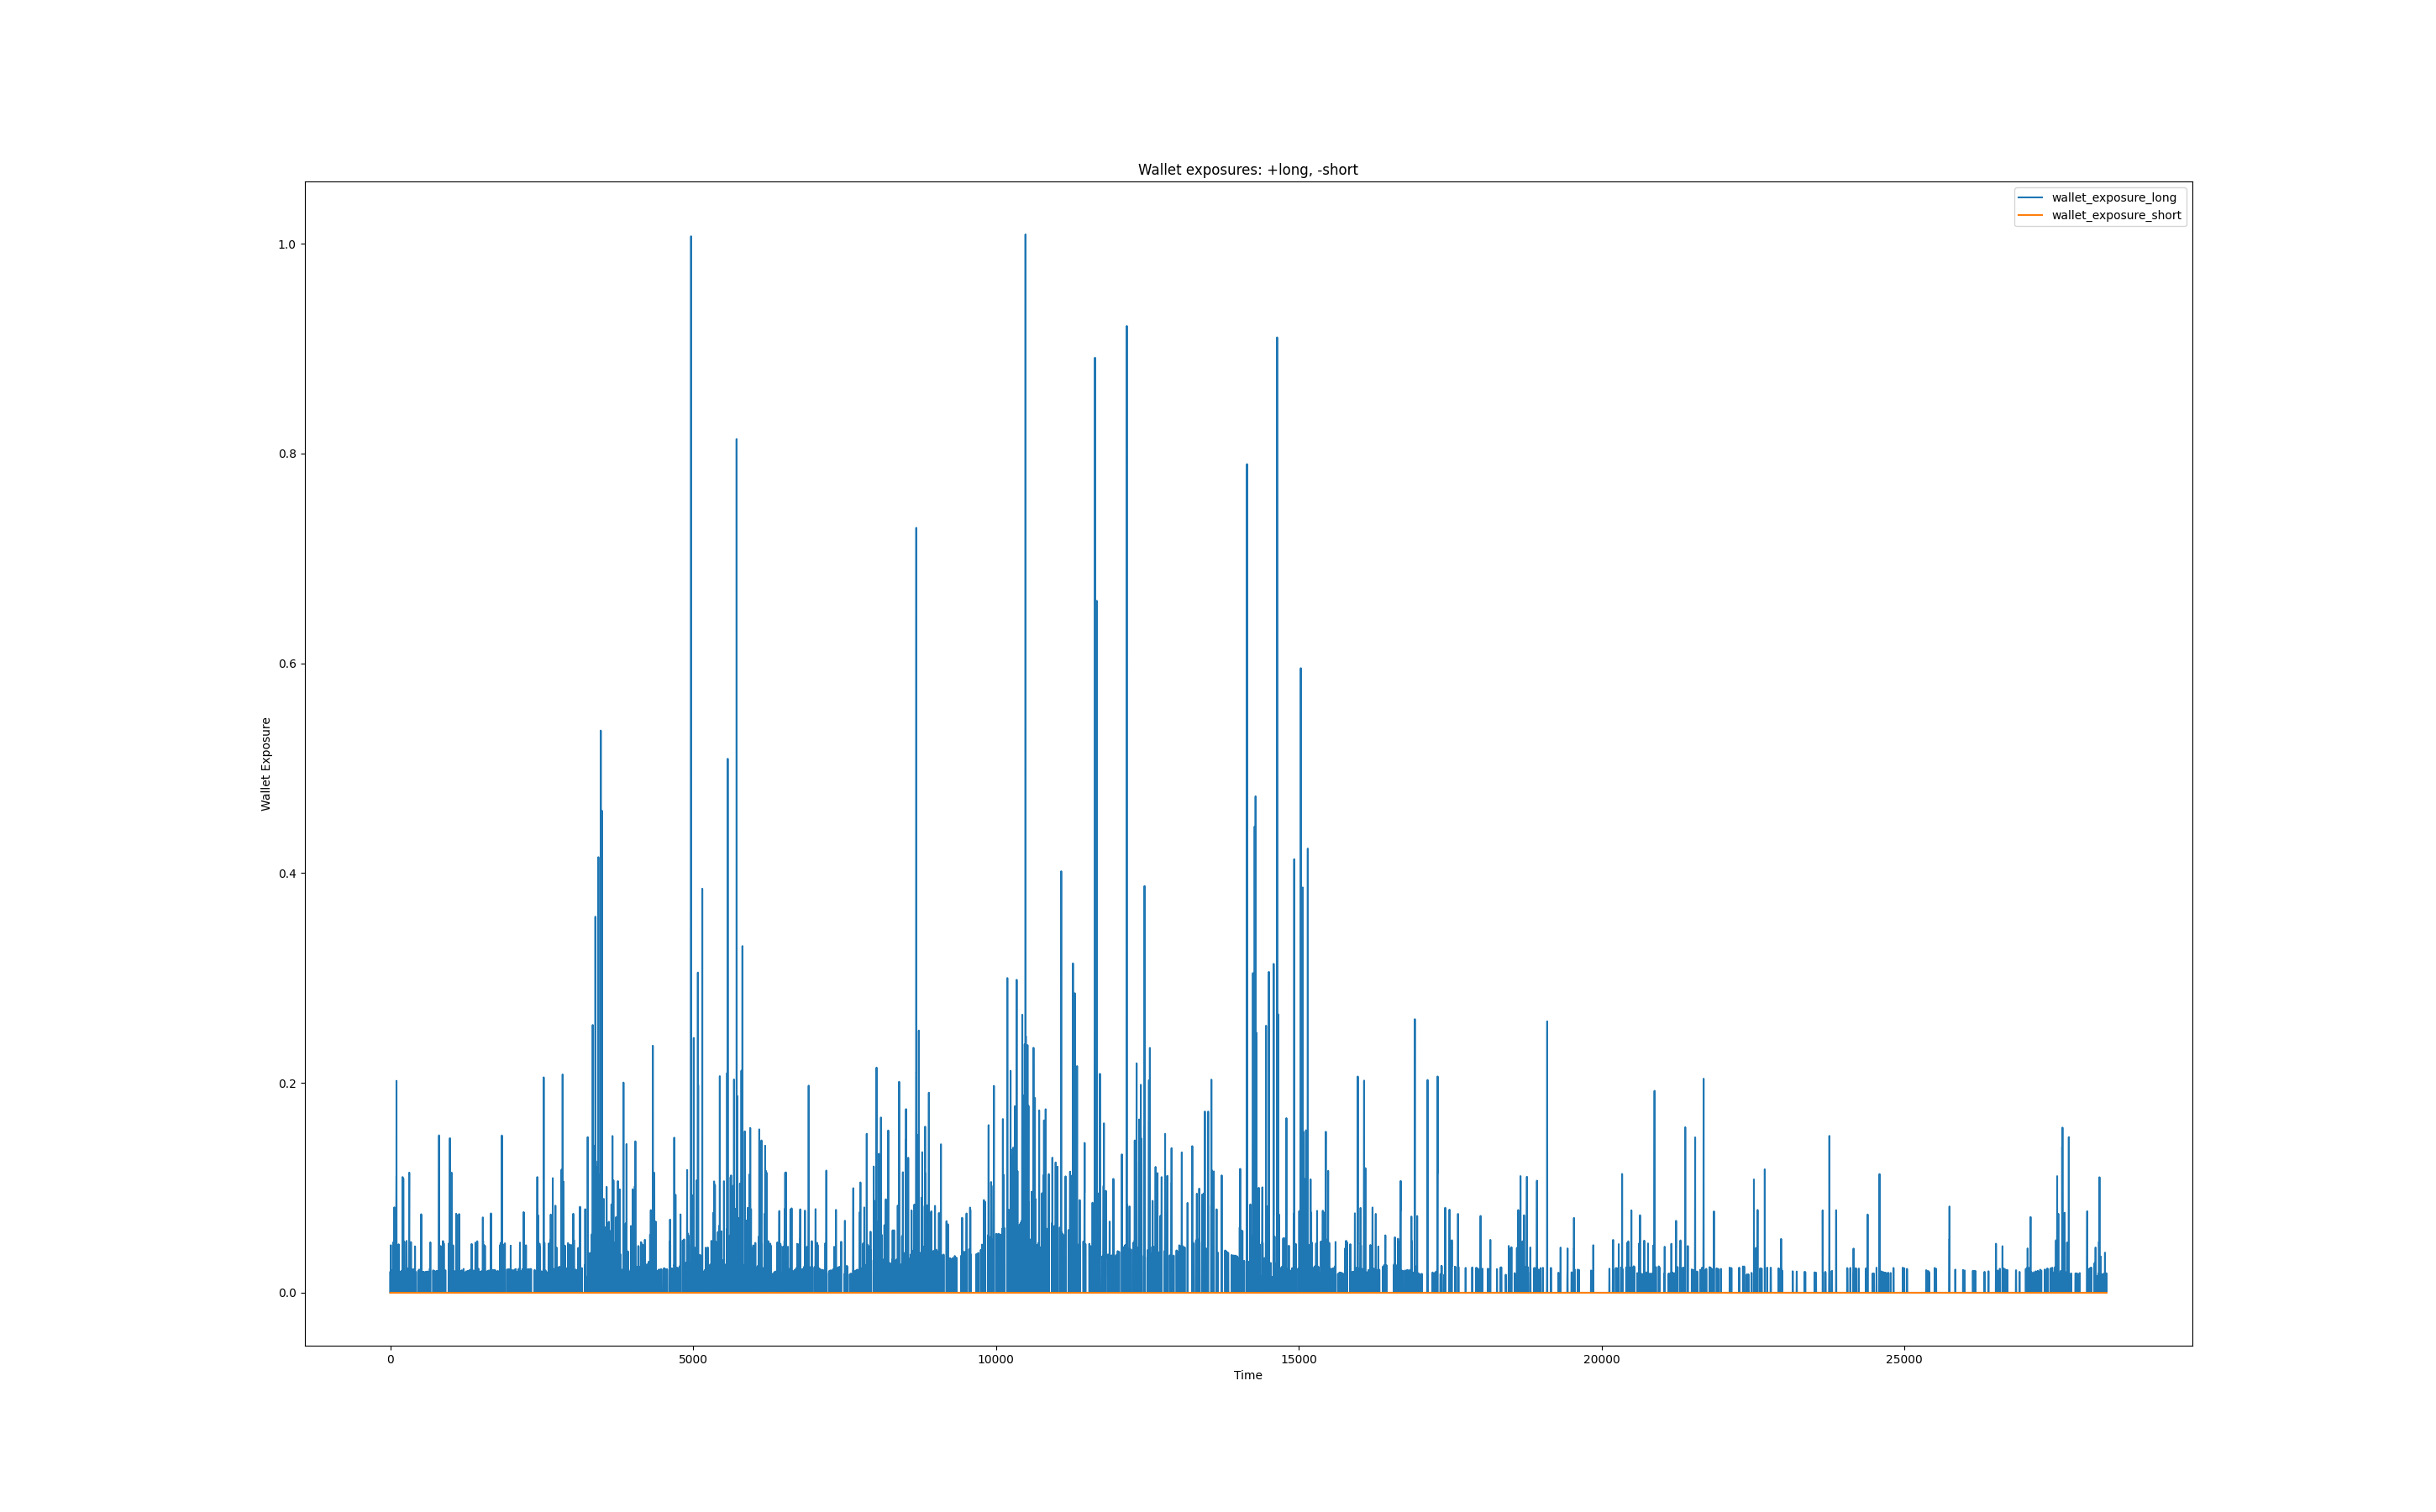 Wallet exposures: +long, -short
wallet_exposure_long
wallet_exposure_short
1.0
0.8
0.6
0.4
0.2
0.0
Wallet Exposure
0 5000 10000 15000 20000 25000
Time